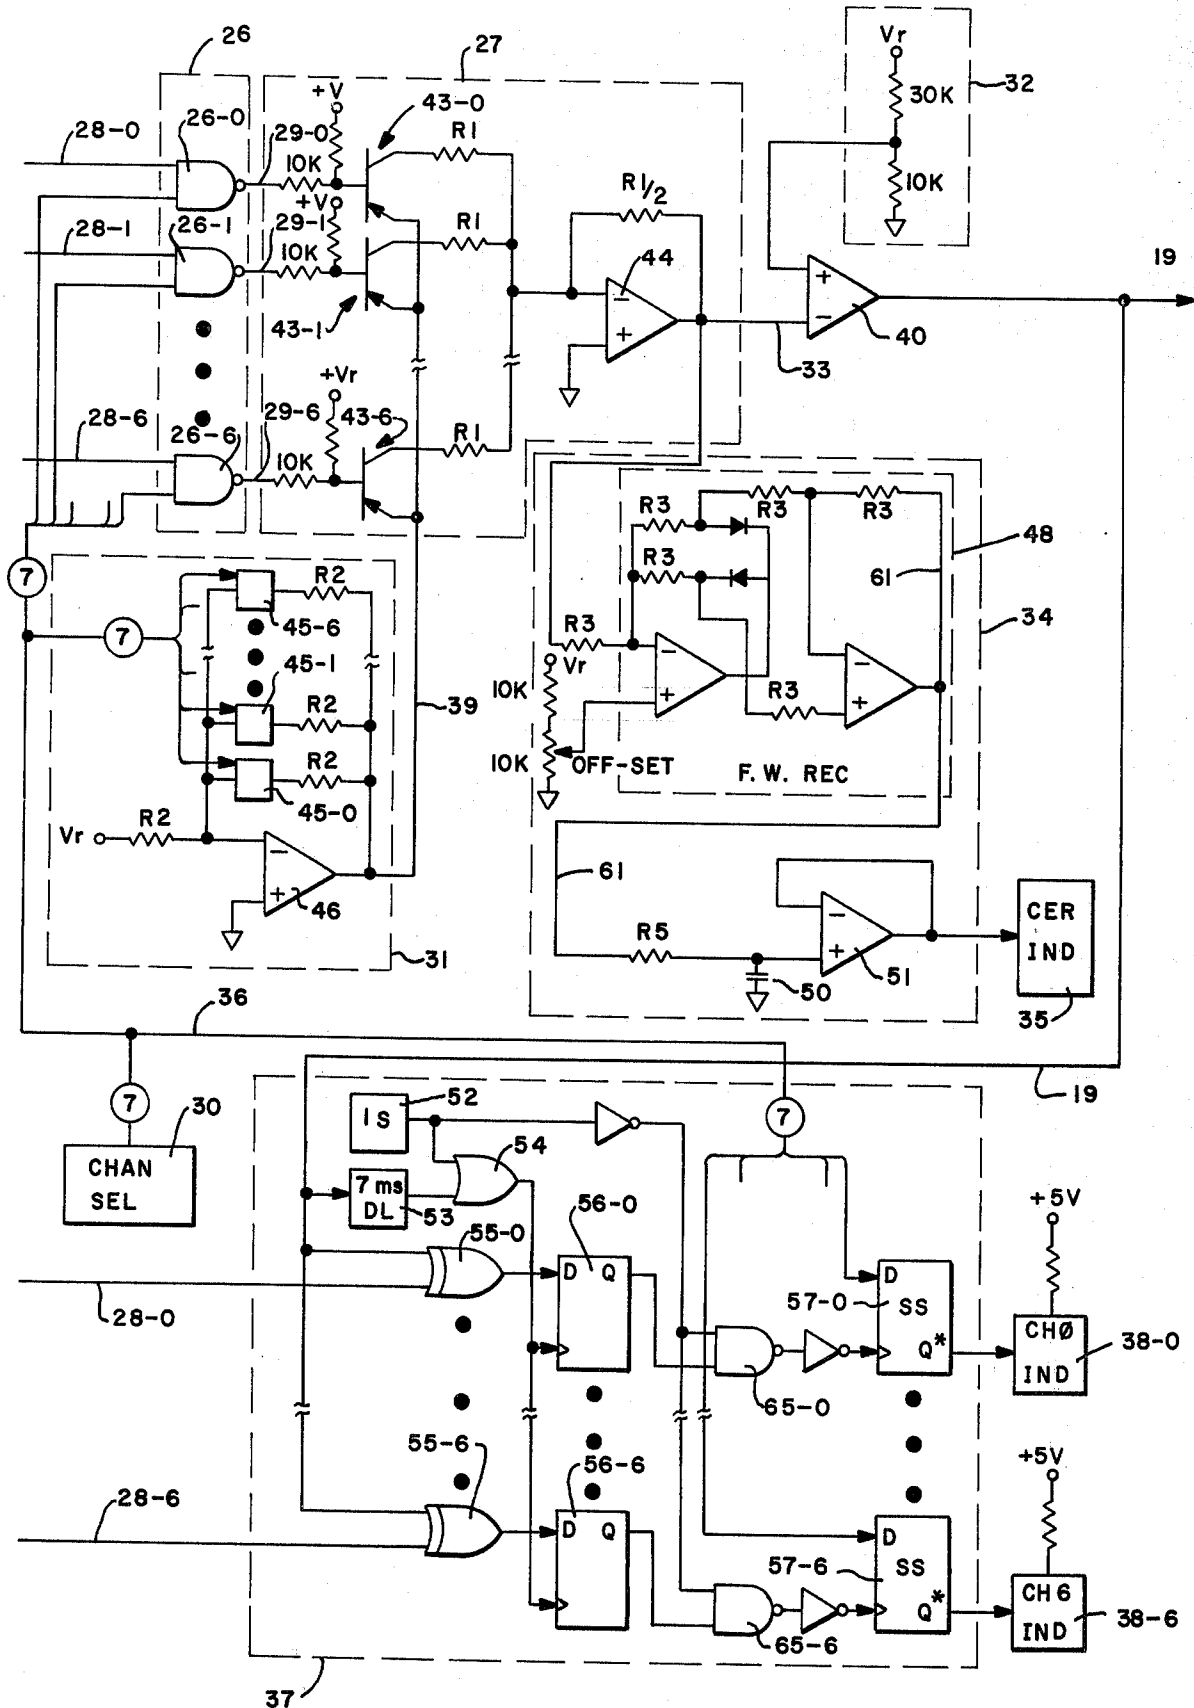 26
27
Vr
30K
32
10K
+V
43-0
28-0
26-0
29-0
10K
R1
+V
R1/2
28-1
26-1
29-1
10K
R1
44
19
+
−
40
−
+
43-1
33
+Vr
28-6
26-6
29-6
43-6
10K
R1
7
R3
R3
R3
48
R3
61
34
R2
45-6
7
45-1
R3
Vr
−
+
−
+
R3
10K
R2
39
10K
OFF-SET
F. W. REC
R2
45-0
R2
Vr
−
+
46
61
31
R5
−
+
51
50
CER
IND
35
36
7
30
CHAN
SEL
52
1S
7
19
54
7 ms
DL
53
55-0
56-0
+5V
D Q
D
57-0
SS
Q*
28-0
CHØ
IND
38-0
65-0
55-6
56-6
+5V
28-6
D Q
D
57-6
SS
Q*
CH6
IND
38-6
65-6
37